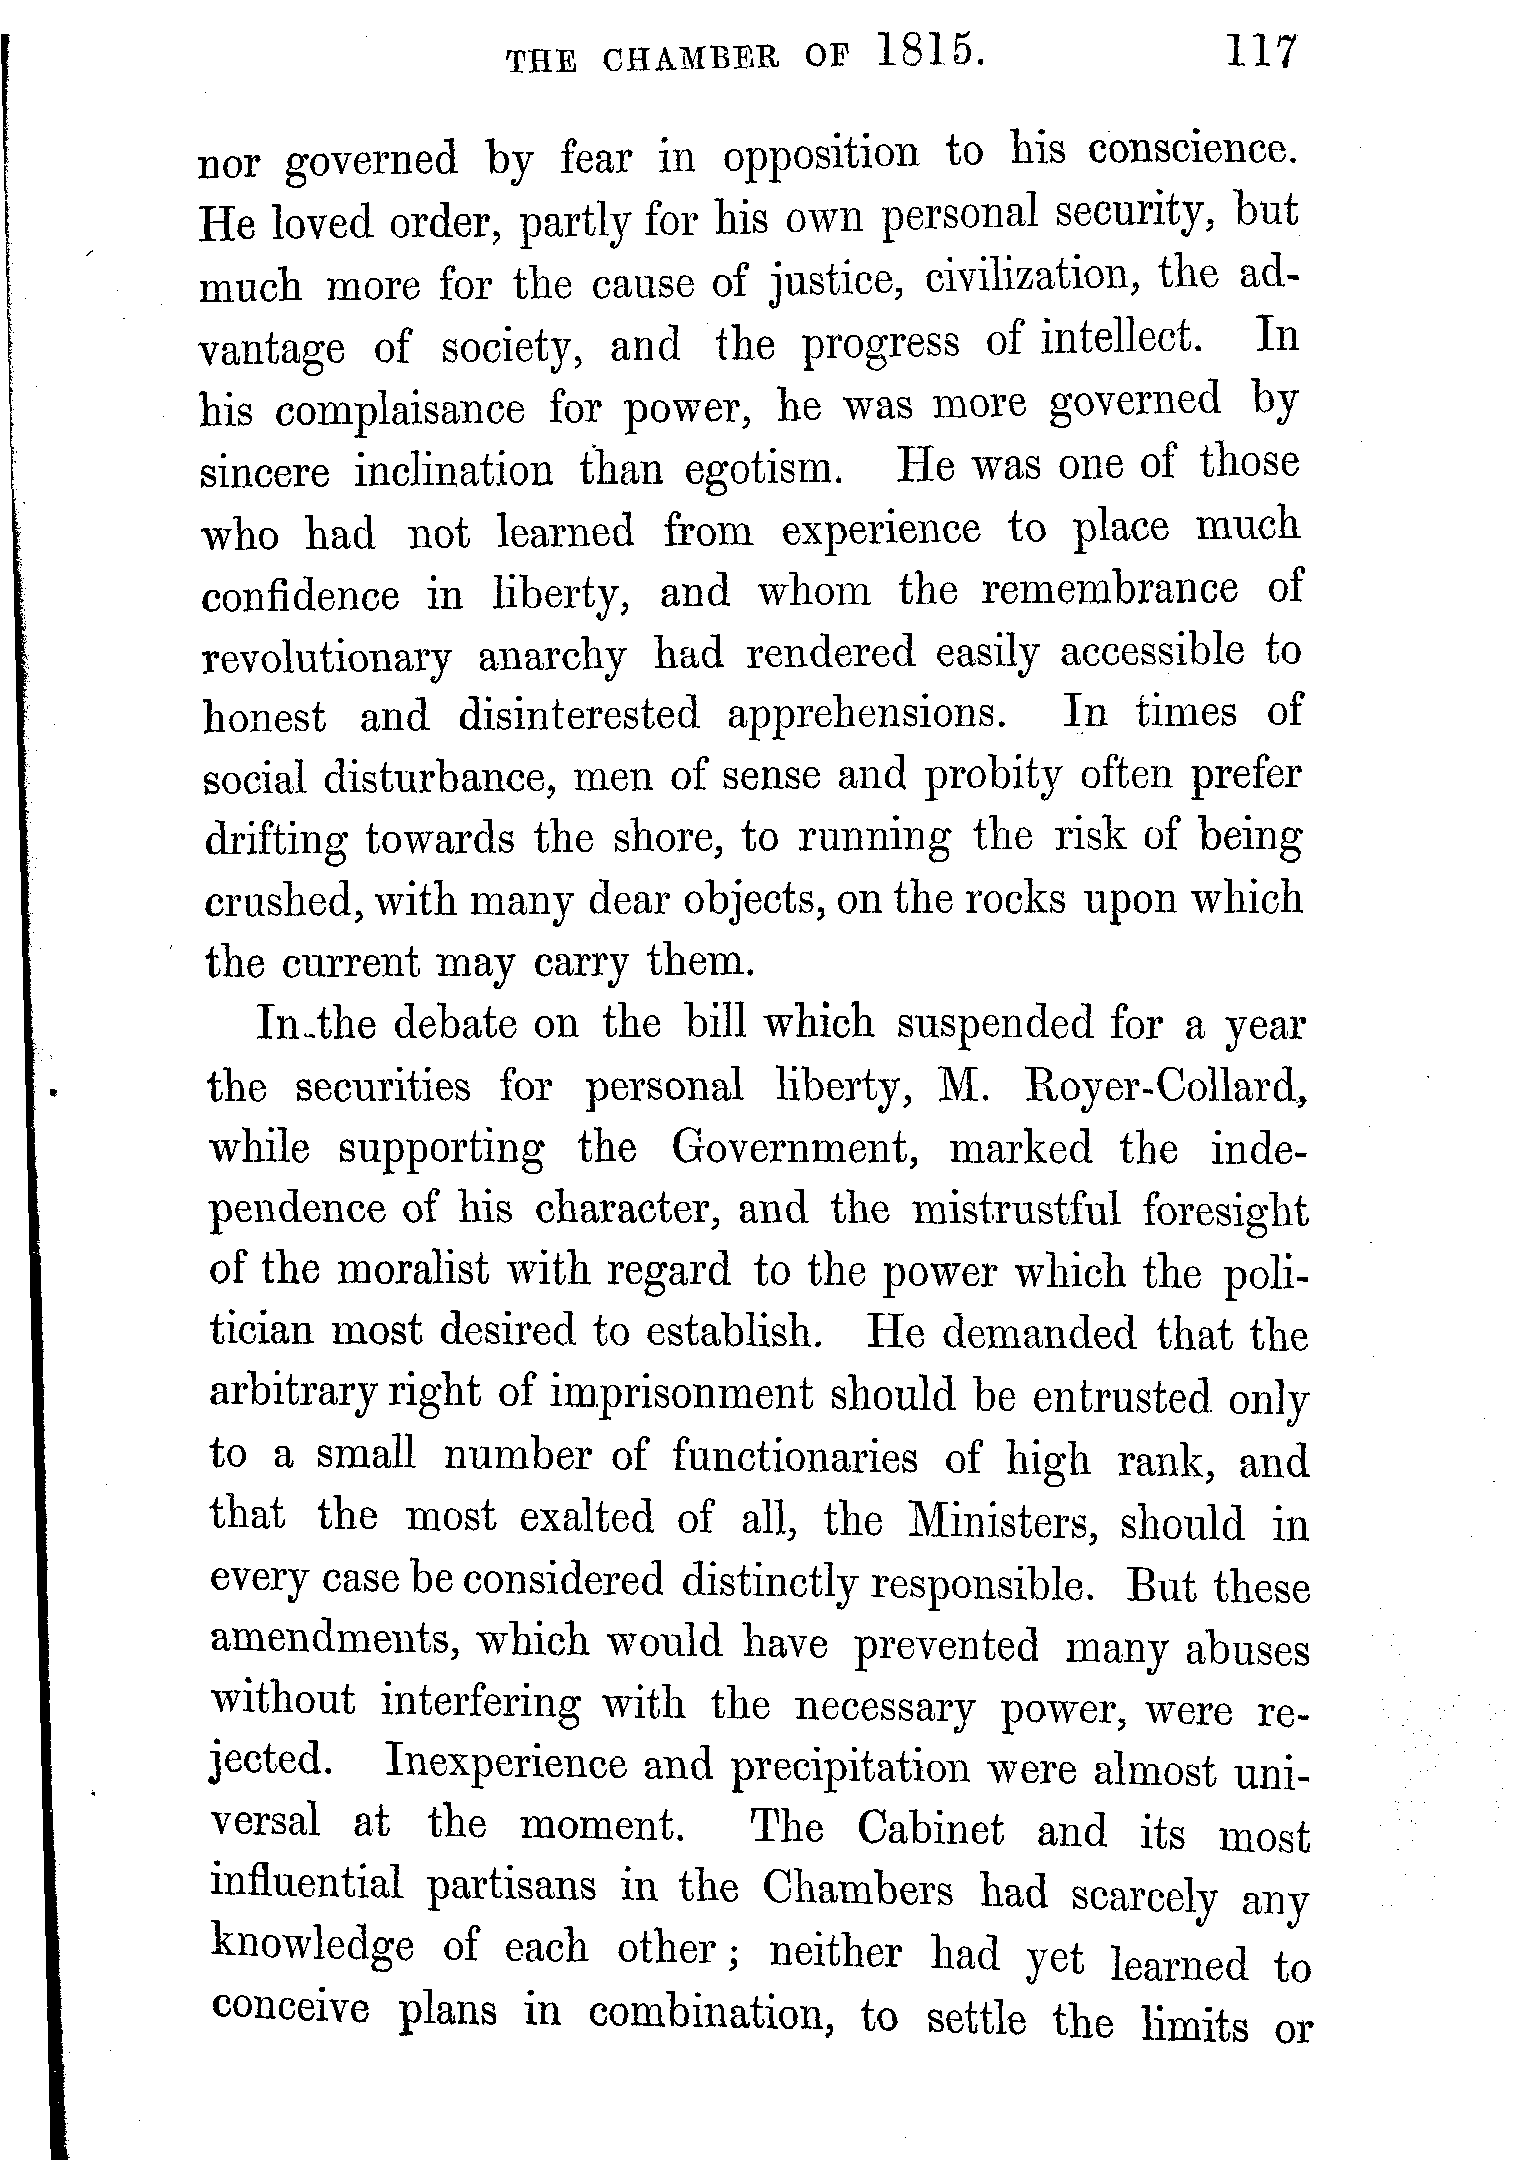 THE CHAMBER OF 1815. 117
nor governed by fear in opposition to his conscience.
He loved order, partly for his own personal security, but
much more for the cause of justice, civilization, the ad-
vantage of society, and the progress of intellect. In
his complaisance for power, he was more governed by
sincere inclination than egotism. He was one of those
who had not learned from experience to place much
confidence in liberty, and whom the remembrance of
revolutionary anarchy had rendered easily accessible to
honest and disinterested apprehensions. In times of
social disturbance, men of sense and probity often prefer
drifting towards the shore, to running the risk of being
crushed, with many dear objects, on the rocks upon which
the current may carry them.
In the debate on the bill which suspended for a year
the securities for personal liberty, M. Royer-Collard,
while supporting the Government, marked the inde-
pendence of his character, and the mistrustful foresight
of the moralist with regard to the power which the poli-
tician most desired to establish. He demanded that the
arbitrary right of imprisonment should be entrusted only
to a small number of functionaries of high rank, and
that the most exalted of all, the Ministers, should in
every case be considered distinctly responsible. But these
amendments, which would have prevented many abuses
without interfering with the necessary power, were re-
jected. Inexperience and precipitation were almost uni-
versal at the moment. The Cabinet and its most
influential partisans in the Chambers had scarcely any
knowledge of each other; neither had yet learned to
conceive plans in combination, to settle the limits or